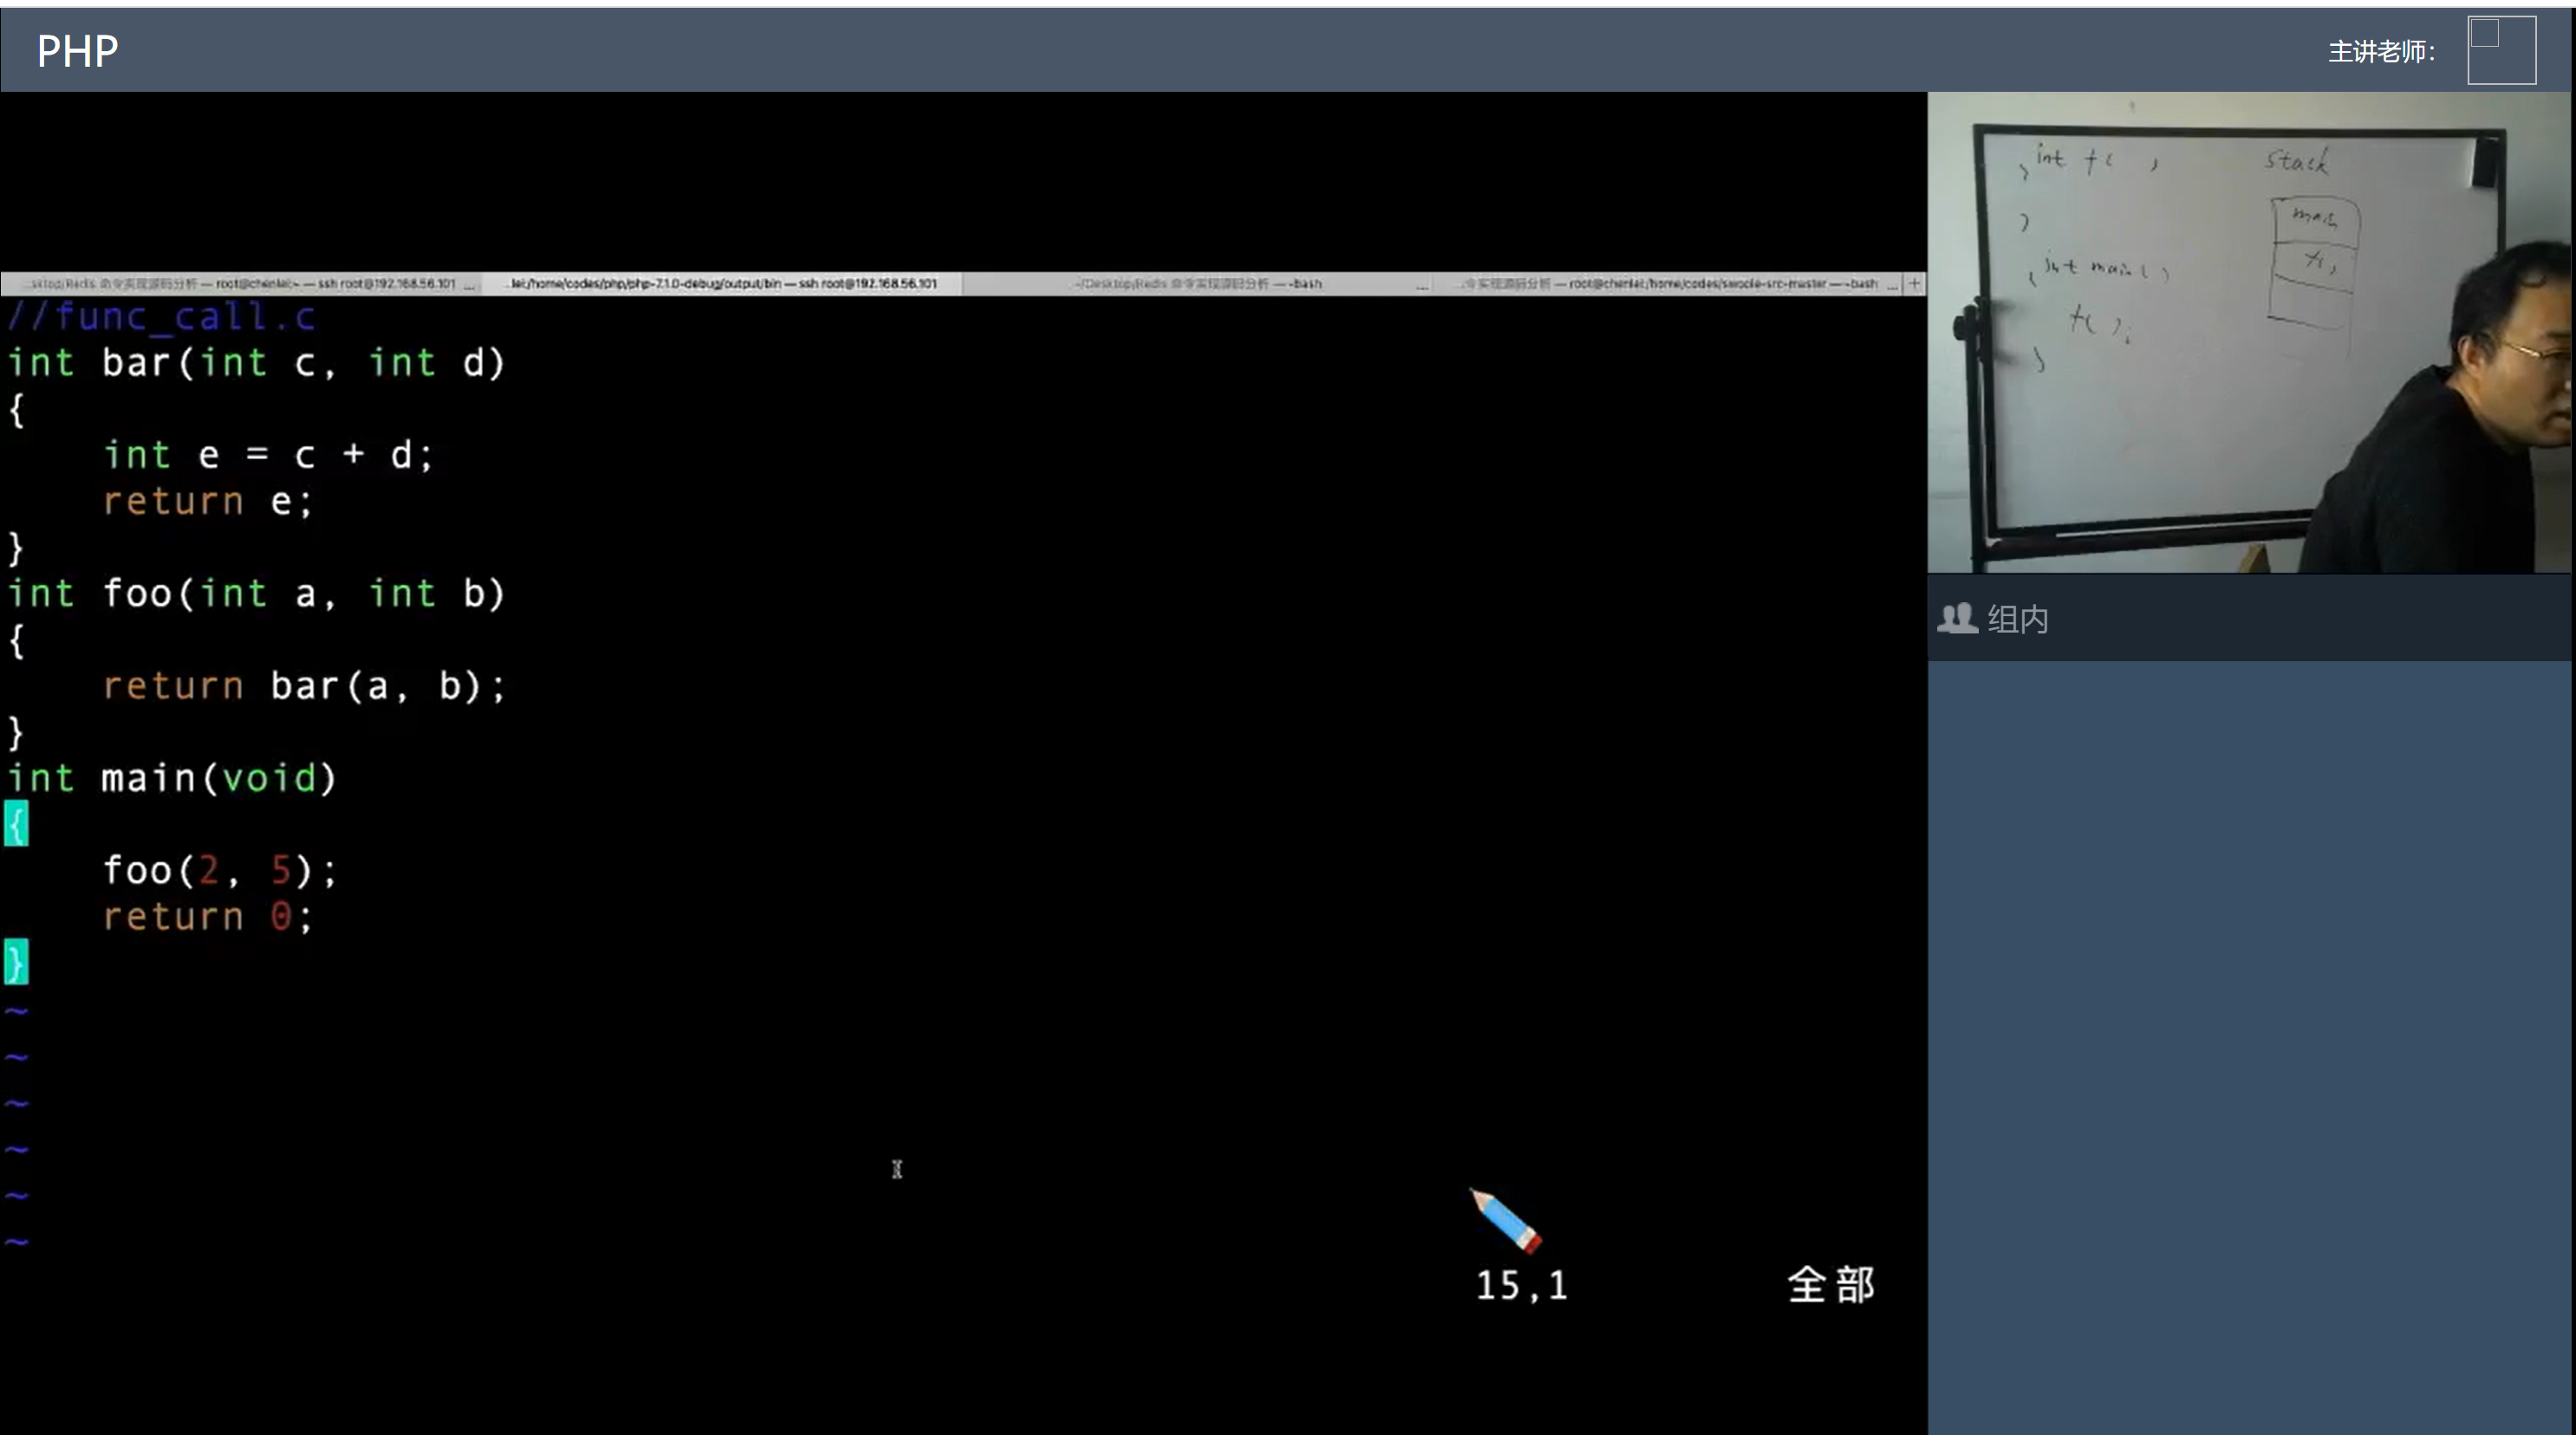 PHP
主讲老师：
...sktop/Redis 命令实现源码分析 — root@chenlei:~ — ssh root@192.168.56.101 ...
..lei:/home/codes/php/php-7.1.0-debug/output/bin — ssh root@192.168.56.101
~/Desktop/Redis 命令实现源码分析 — -bash ...
...令实现源码分析 — root@chenlei:/home/codes/swoole-src-master — -bash ... +
//func_call.c
int bar(int c, int d)
{
    int e = c + d;
    return e;
}
int foo(int a, int b)
{
    return bar(a, b);
}
int main(void)
{
    foo(2, 5);
    return 0;
}
~
~
~
~
~
~
15,1 全部
int f( )
}
int main()
f( );
}
stack
main
f()
组内